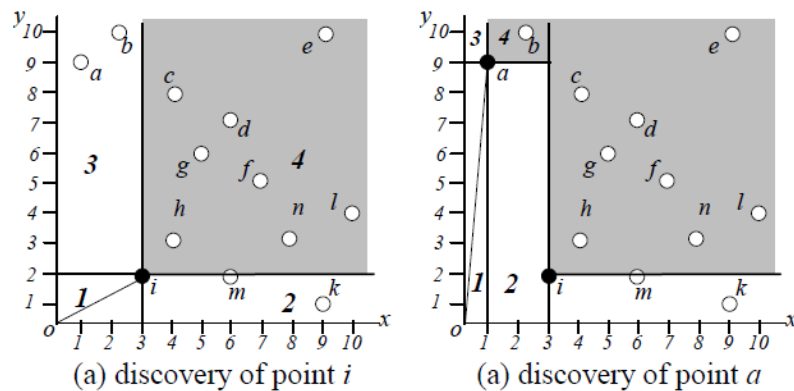 y
10
b
e
9
a
8
c
7
d
6
3
g
f
4
5
4
h
l
3
n
2
1
1
i
m
2
k
o
1 2 3 4 5 6 7 8 9 10
x
(a) discovery of point i
y
10
3
4
b
e
9
a
8
c
7
d
6
g
f
5
4
h
l
3
n
2
1
1
2
i
m
k
o
1 2 3 4 5 6 7 8 9 10
x
(a) discovery of point a